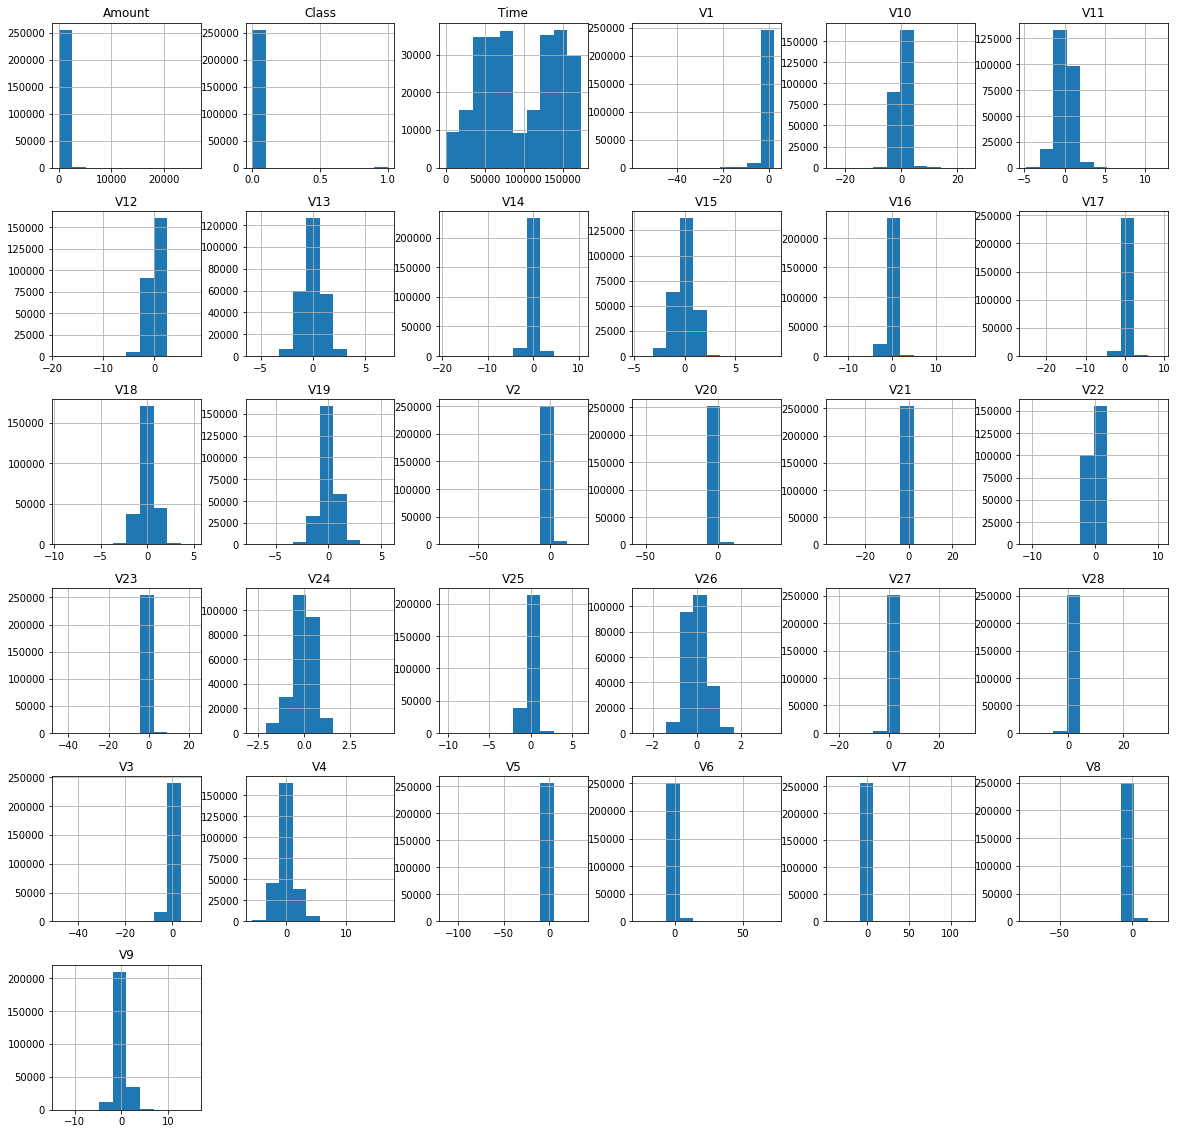 Amount Class Time V1 V10 V11
250000 200000 150000 100000 50000 0 0 10000 20000
250000 200000 150000 100000 50000 0 0.0 0.5 1.0
30000 20000 10000 0 0 50000 100000 150000
250000 200000 150000 100000 50000 0 −40 −20 0
150000 125000 100000 75000 50000 25000 0 −20 0 20
125000 100000 75000 50000 25000 0 −5 0 5 10
V12 V13 V14 V15 V16 V17
150000 125000 100000 75000 50000 25000 0 −20 −10 0
120000 100000 80000 60000 40000 20000 0 −5 0 5
200000 150000 100000 50000 0 −20 −10 0 10
125000 100000 75000 50000 25000 0 −5 0 5
200000 150000 100000 50000 0 −10 0 10
250000 200000 150000 100000 50000 0 −20 −10 0 10
V18 V19 V2 V20 V21 V22
150000 100000 50000 0 −10 −5 0 5
150000 125000 100000 75000 50000 25000 0 −5 0 5
250000 200000 150000 100000 50000 0 −50 0
250000 200000 150000 100000 50000 0 −50 0
250000 200000 150000 100000 50000 0 −20 0 20
150000 125000 100000 75000 50000 25000 0 −10 0 10
V23 V24 V25 V26 V27 V28
250000 200000 150000 100000 50000 0 −40 −20 0 20
100000 80000 60000 40000 20000 0 −2.5 0.0 2.5
200000 150000 100000 50000 0 −10 −5 0 5
100000 80000 60000 40000 20000 0 −2 0 2
250000 200000 150000 100000 50000 0 −20 0 20
250000 200000 150000 100000 50000 0 0 20
V3 V4 V5 V6 V7 V8
250000 200000 150000 100000 50000 0 −40 −20 0
150000 125000 100000 75000 50000 25000 0 0 10
250000 200000 150000 100000 50000 0 −100 −50 0
250000 200000 150000 100000 50000 0 0 50
250000 200000 150000 100000 50000 0 0 50 100
250000 200000 150000 100000 50000 0 −50 0
V9
200000 150000 100000 50000 0 −10 0 10